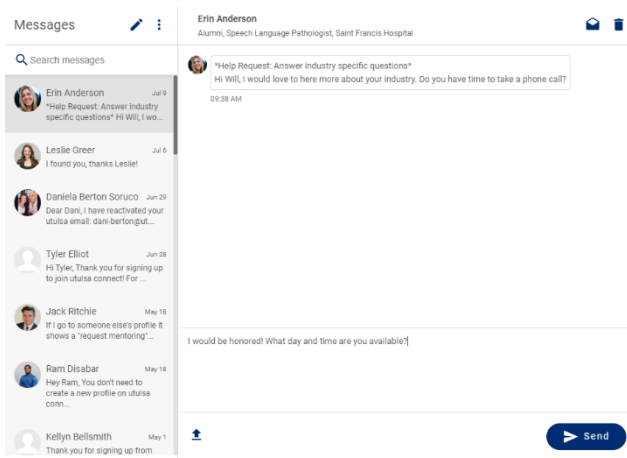 Messages
Search messages
Erin Anderson Jul 9
*Help Request: Answer industry
specific questions* Hi Will, I wo...
Leslie Greer Jul 6
I found you, thanks Leslie!
Daniela Berton Soruco Jun 29
Dear Dani, I have reactivated your
utulsa email: dani-berton@ut...
Tyler Elliot Jun 28
Hi Tyler, Thank you for signing up
to join utulsa connect! For ...
Jack Ritchie May 18
If I go to someone else's profile it
shows a "request mentoring"...
Ram Disabar May 18
Hey Ram, You don't need to
create a new profile on utulsa
conn...
Kellyn Bellsmith May 1
Thank you for signing up from
Erin Anderson
Alumni, Speech Language Pathologist, Saint Francis Hospital
*Help Request: Answer industry specific questions*
Hi Will, I would love to here more about your industry. Do you have time to take a phone call?
09:38 AM
I would be honored! What day and time are you available?
Send